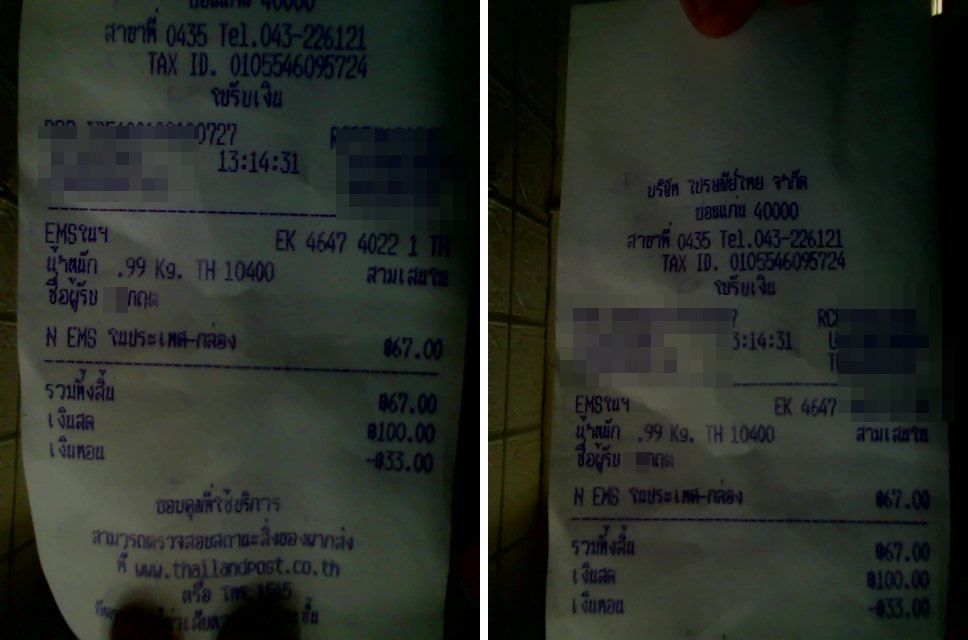 ขอนแก่น 40000
สาขาที่ 0435 Tel.043-226121
TAX ID. 0105546095724
ใบรับเงิน
13:14:31
EMSในฯ EK 4647 4022 1 TH
น้ำหนัก .99 Kg. TH 10400 สามเสนใน
ชื่อผู้รับ กฤต
N EMS ในประเทศ-กล่อง ฿67.00
รวมทั้งสิ้น ฿67.00
เงินสด ฿100.00
เงินทอน -฿33.00
ขอบคุณที่ใช้บริการ
สามารถตรวจสอบสถานะสิ่งของฝากส่ง
ที่ www.thailandpost.co.th
หรือ โทร.1545
บริษัท ไปรษณีย์ไทย จำกัด
ขอนแก่น 40000
สาขาที่ 0435 Tel.043-226121
TAX ID. 0105546095724
ใบรับเงิน
3:14:31
EMSในฯ EK 4647
น้ำหนัก .99 Kg. TH 10400 สามเสนใน
ชื่อผู้รับ กฤต
N EMS ในประเทศ-กล่อง ฿67.00
รวมทั้งสิ้น ฿67.00
เงินสด ฿100.00
เงินทอน -฿33.00